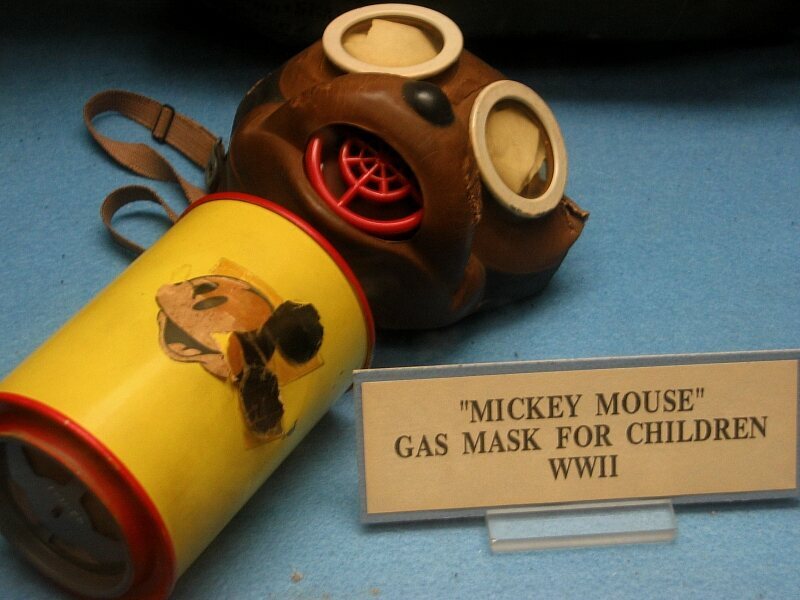 "MICKEY MOUSE"
GAS MASK FOR CHILDREN
WWII